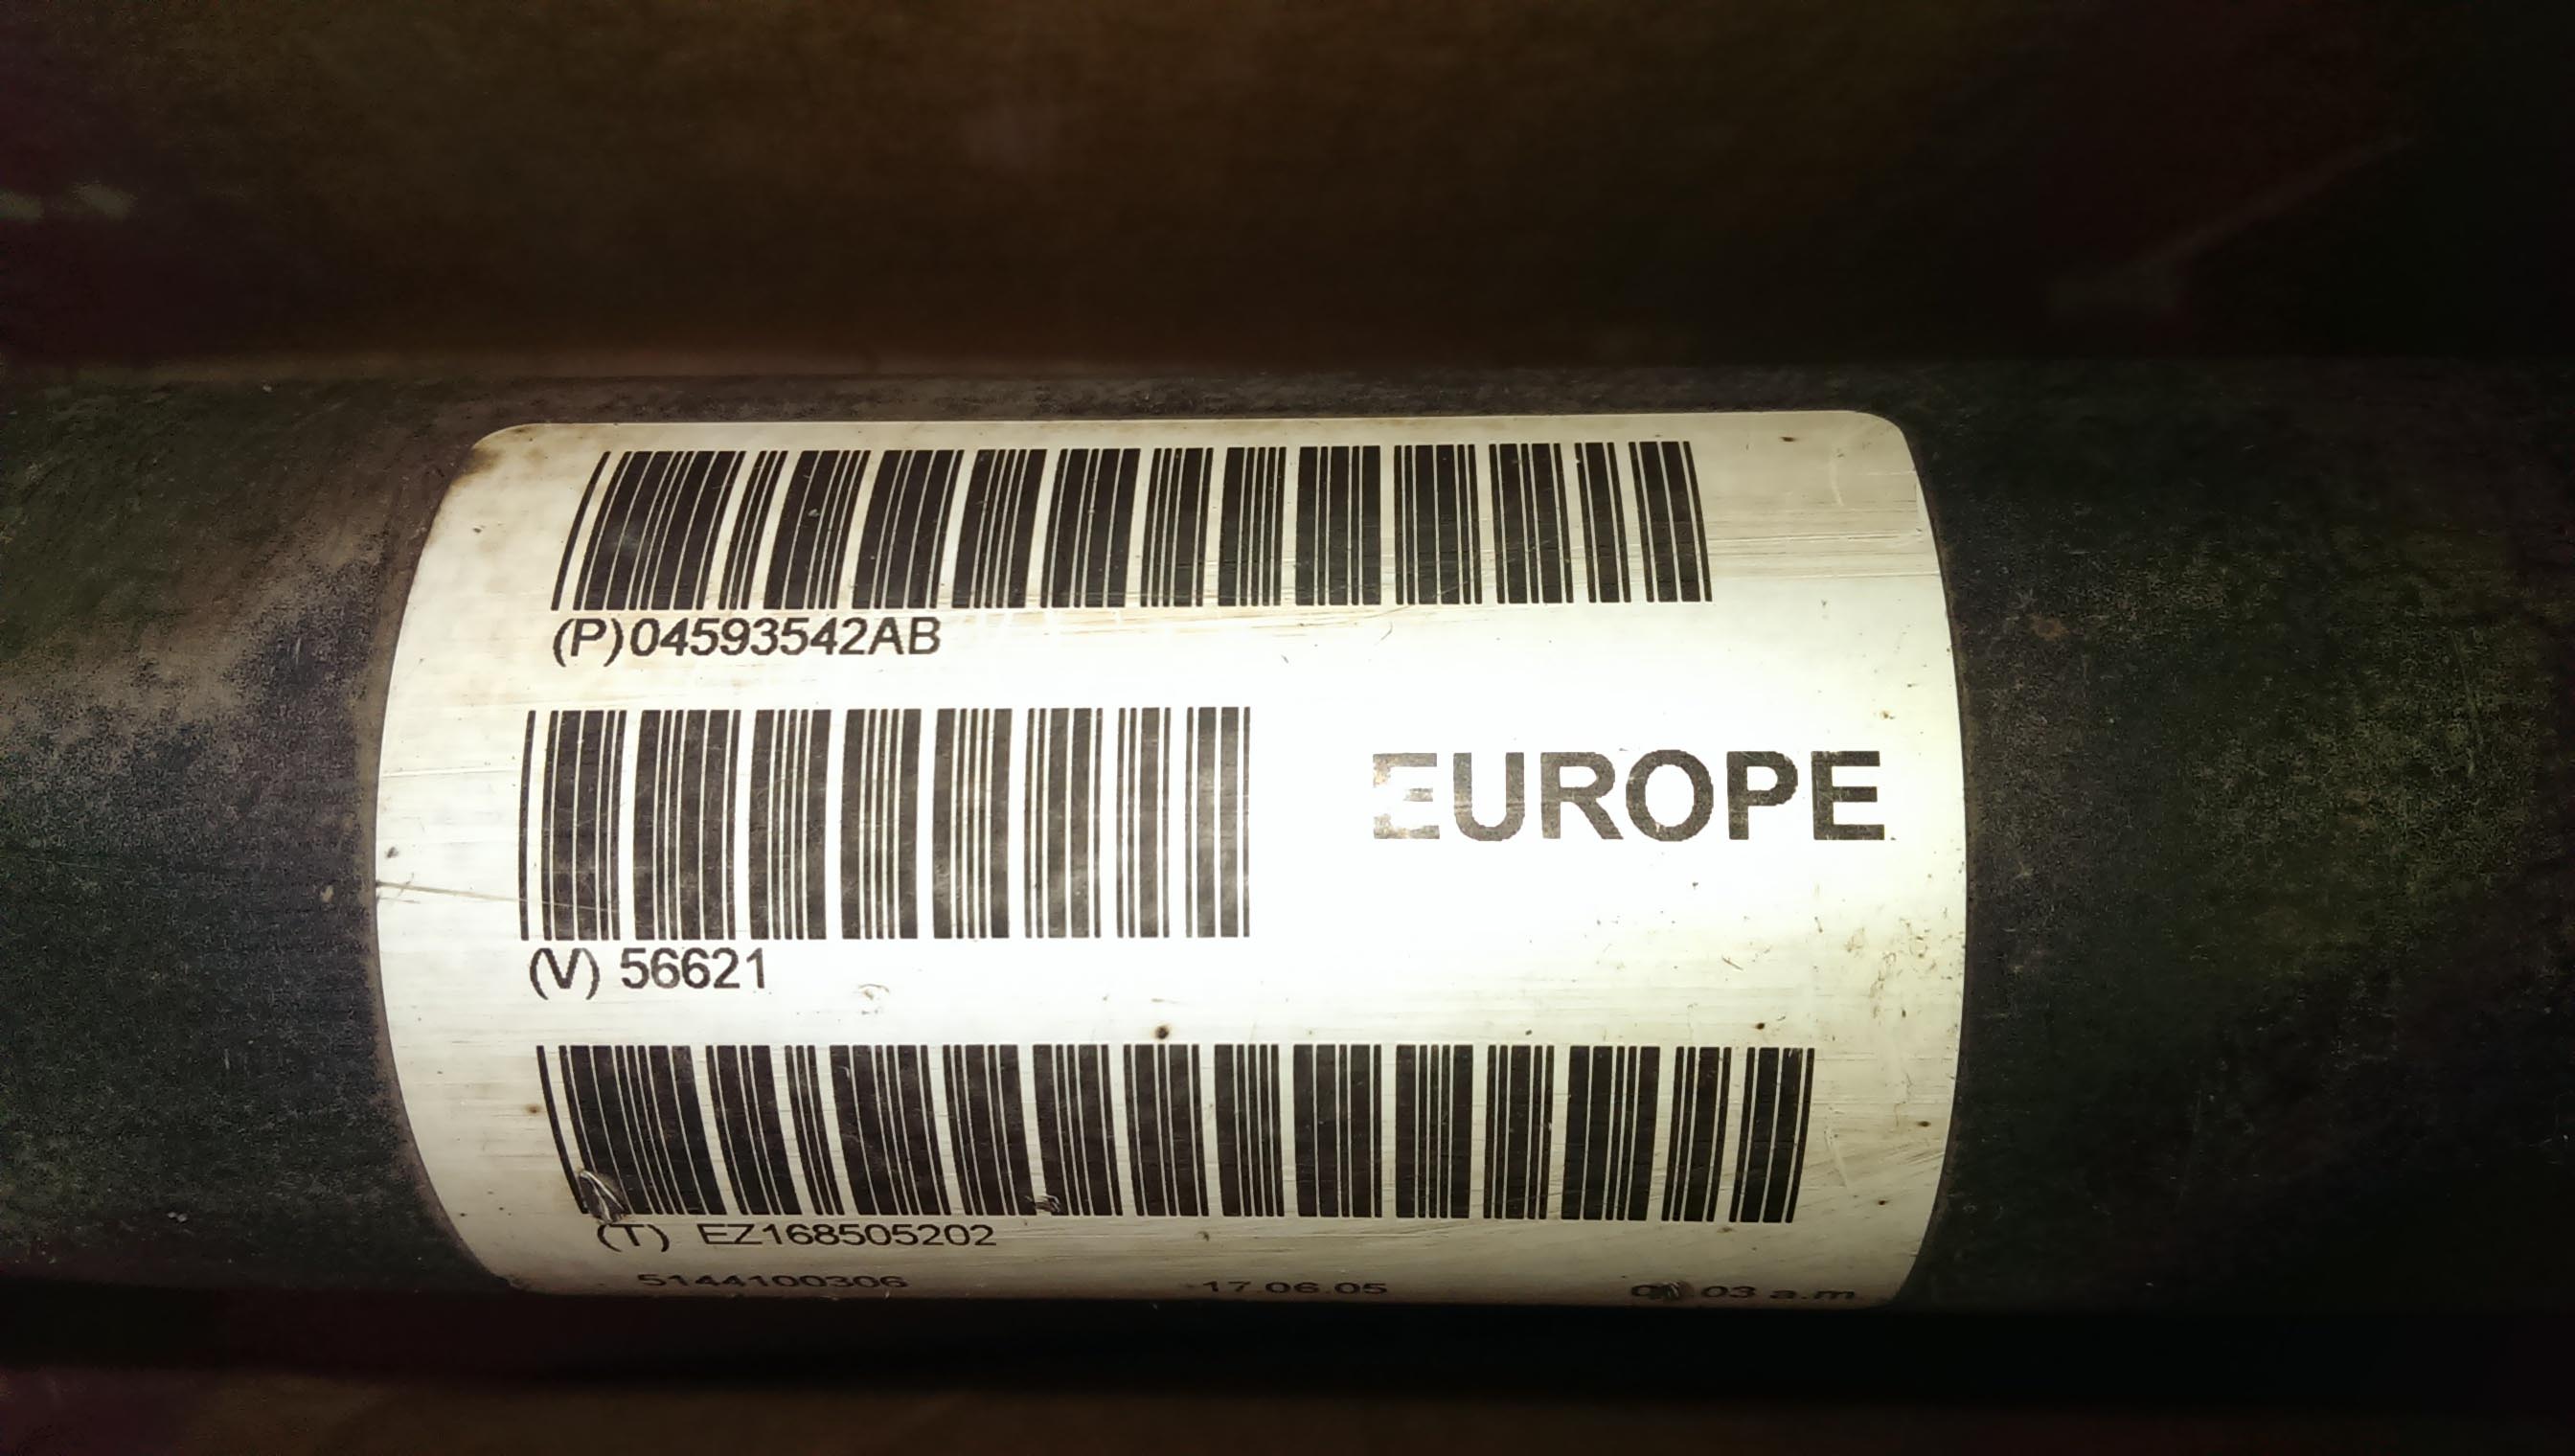 (P)04593542AB
EUROPE
(V) 56621
(T) EZ168505202
5144100306 17.06.05 03 a.m